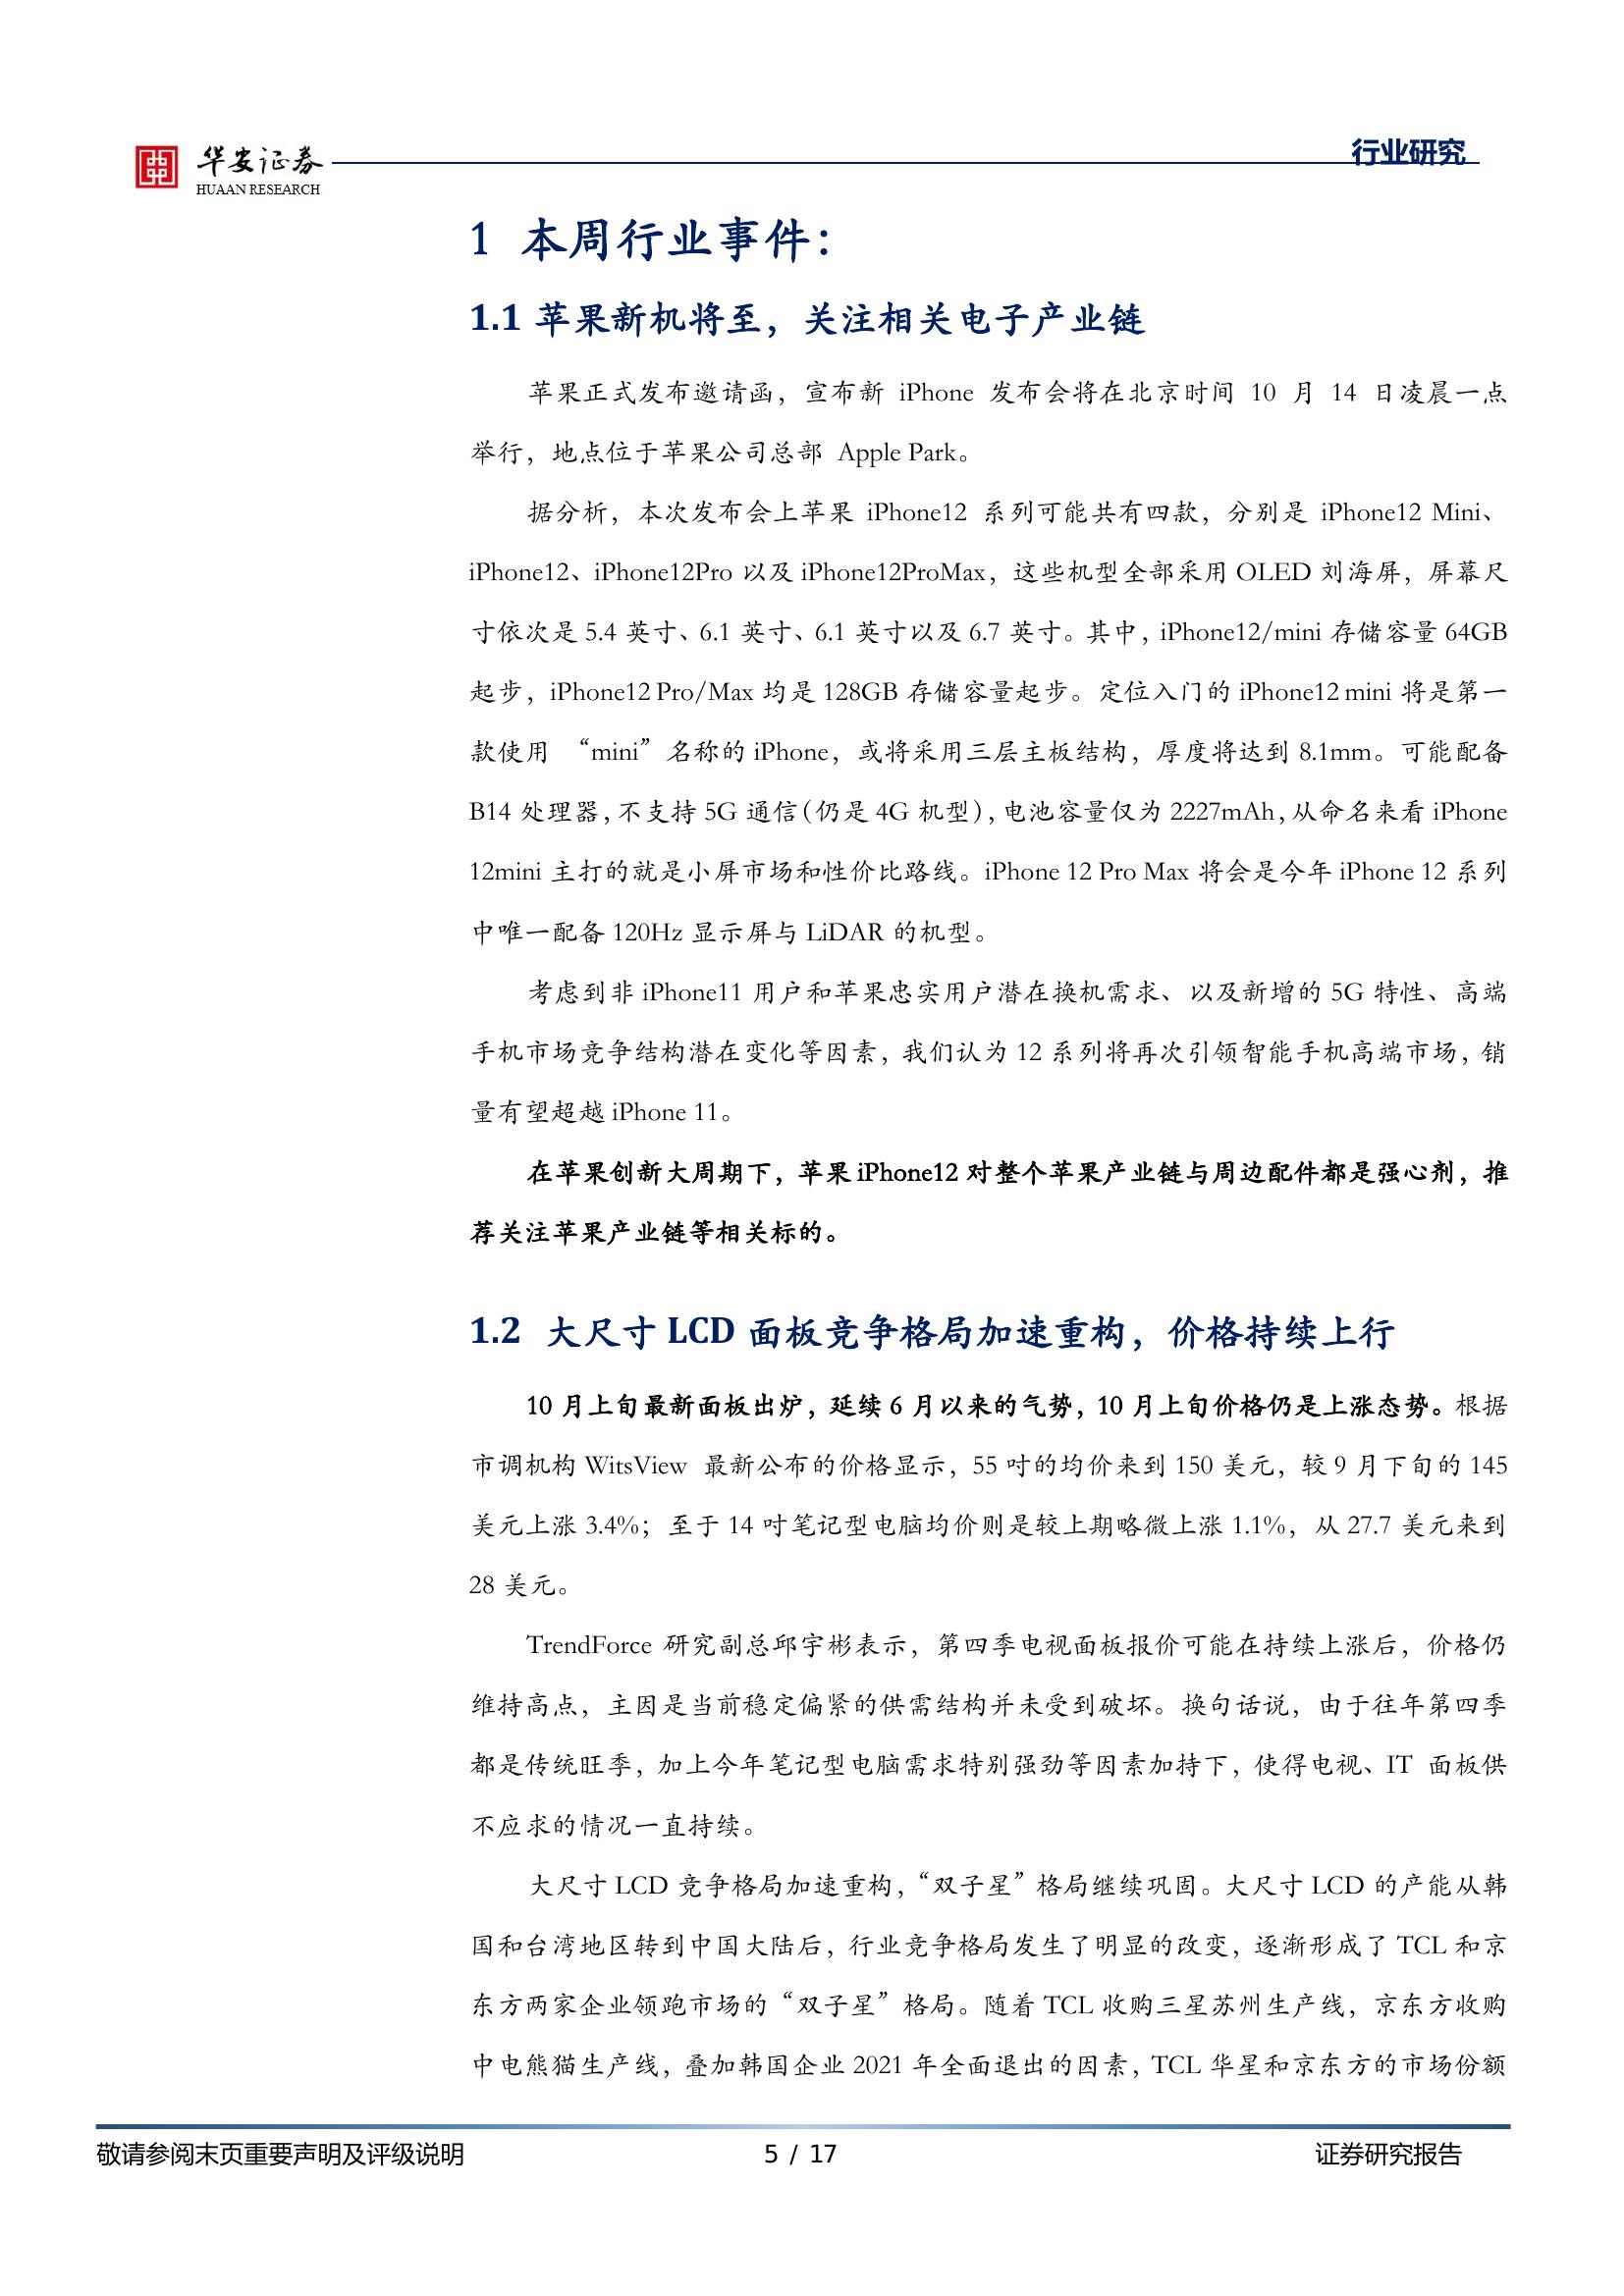 华安证券
HUAAN RESEARCH
行业研究
1 本周行业事件：
1.1 苹果新机将至，关注相关电子产业链
苹果正式发布邀请函，宣布新 iPhone 发布会将在北京时间 10 月 14 日凌晨一点
举行，地点位于苹果公司总部 Apple Park。
据分析，本次发布会上苹果 iPhone12 系列可能共有四款，分别是 iPhone12 Mini、
iPhone12、iPhone12Pro 以及 iPhone12ProMax，这些机型全部采用 OLED 刘海屏，屏幕尺
寸依次是 5.4 英寸、6.1 英寸、6.1 英寸以及 6.7 英寸。其中，iPhone12/mini 存储容量 64GB
起步，iPhone12 Pro/Max 均是 128GB 存储容量起步。定位入门的 iPhone12 mini 将是第一
款使用 “mini”名称的 iPhone，或将采用三层主板结构，厚度将达到 8.1mm。可能配备
B14 处理器，不支持 5G 通信（仍是 4G 机型），电池容量仅为 2227mAh，从命名来看 iPhone
12mini 主打的就是小屏市场和性价比路线。iPhone 12 Pro Max 将会是今年 iPhone 12 系列
中唯一配备 120Hz 显示屏与 LiDAR 的机型。
考虑到非 iPhone11 用户和苹果忠实用户潜在换机需求、以及新增的 5G 特性、高端
手机市场竞争结构潜在变化等因素，我们认为 12 系列将再次引领智能手机高端市场，销
量有望超越 iPhone 11。
在苹果创新大周期下，苹果 iPhone12 对整个苹果产业链与周边配件都是强心剂，推
荐关注苹果产业链等相关标的。
1.2 大尺寸 LCD 面板竞争格局加速重构，价格持续上行
10 月上旬最新面板出炉，延续 6 月以来的气势，10 月上旬价格仍是上涨态势。根据
市调机构 WitsView 最新公布的价格显示，55 吋的均价来到 150 美元，较 9 月下旬的 145
美元上涨 3.4%；至于 14 吋笔记型电脑均价则是较上期略微上涨 1.1%，从 27.7 美元来到
28 美元。
TrendForce 研究副总邱宇彬表示，第四季电视面板报价可能在持续上涨后，价格仍
维持高点，主因是当前稳定偏紧的供需结构并未受到破坏。换句话说，由于往年第四季
都是传统旺季，加上今年笔记型电脑需求特别强劲等因素加持下，使得电视、IT 面板供
不应求的情况一直持续。
大尺寸 LCD 竞争格局加速重构，“双子星”格局继续巩固。大尺寸 LCD 的产能从韩
国和台湾地区转到中国大陆后，行业竞争格局发生了明显的改变，逐渐形成了 TCL 和京
东方两家企业领跑市场的“双子星”格局。随着 TCL 收购三星苏州生产线，京东方收购
中电熊猫生产线，叠加韩国企业 2021 年全面退出的因素，TCL 华星和京东方的市场份额
敬请参阅末页重要声明及评级说明
5 / 17
证券研究报告